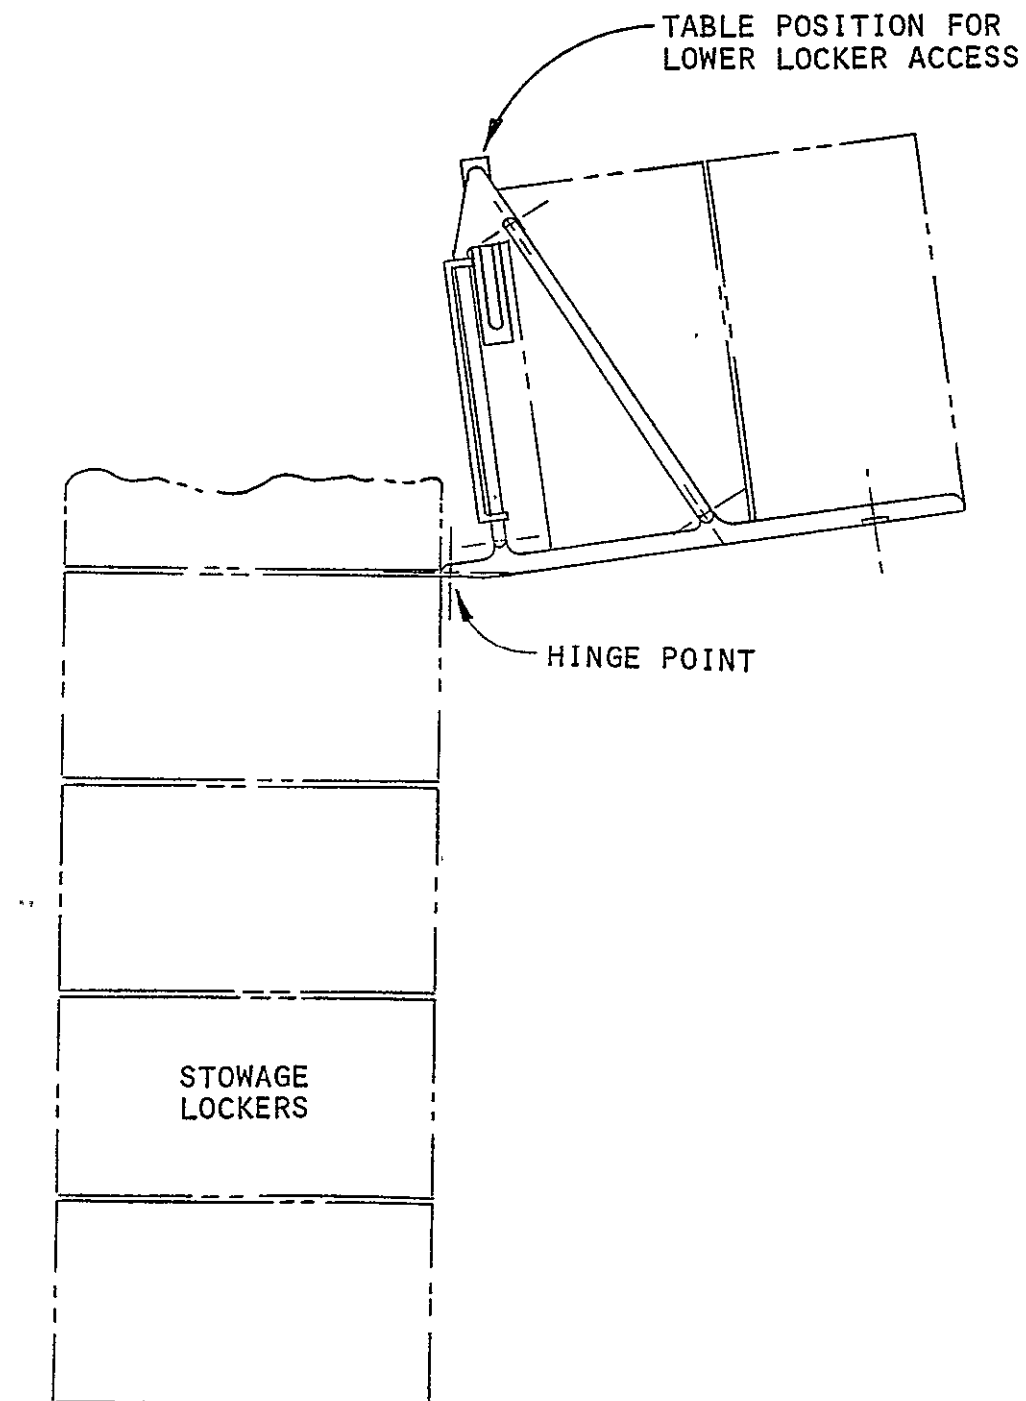 TABLE POSITION FOR
LOWER LOCKER ACCESS
HINGE POINT
STOWAGE
LOCKERS